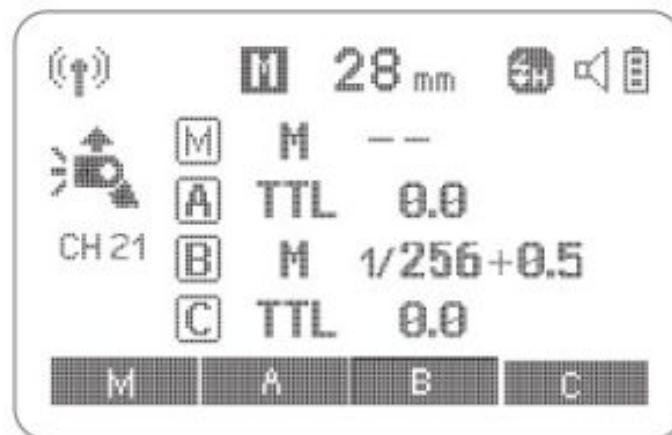 M 28 mm H
M M --
A TTL 0.0
CH 21
B M 1/256+0.5
C TTL 0.0
M A B C